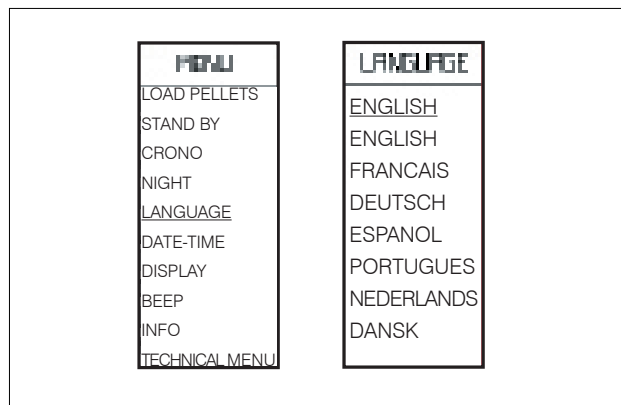 MENU
LOAD PELLETS
STAND BY
CRONO
NIGHT
LANGUAGE
DATE-TIME
DISPLAY
BEEP
INFO
TECHNICAL MENU
LANGUAGE
ENGLISH
ENGLISH
FRANCAIS
DEUTSCH
ESPANOL
PORTUGUES
NEDERLANDS
DANSK